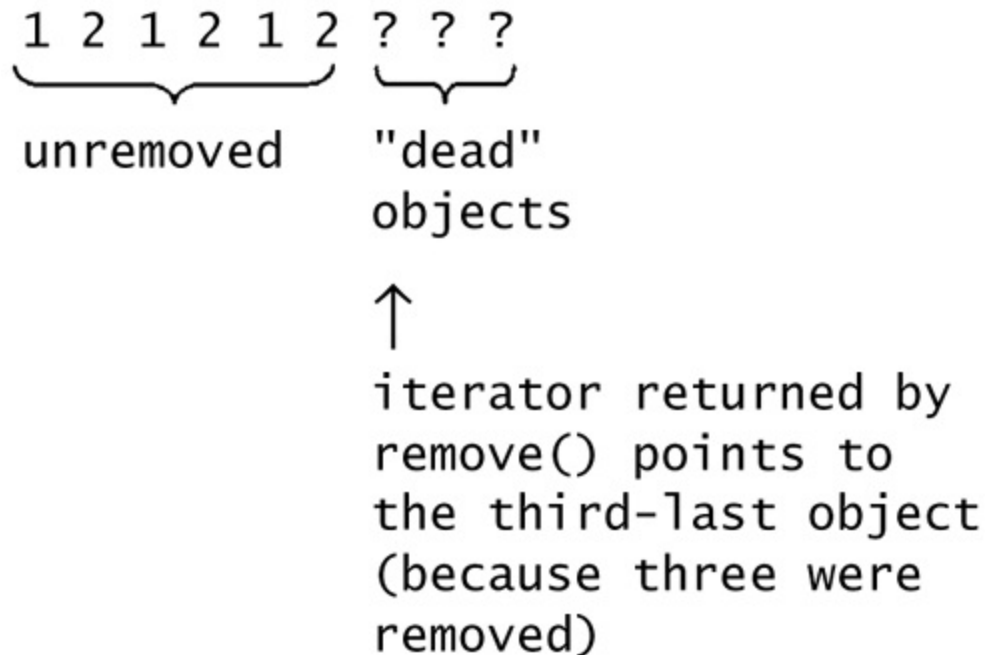 1 2 1 2 1 2 ? ? ?
unremoved "dead"
objects
iterator returned by
remove() points to
the third-last object
(because three were
removed)